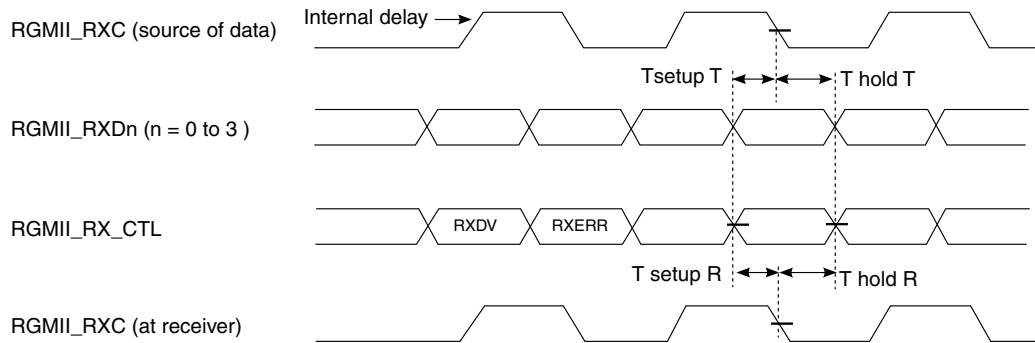 Internal delay
RGMII_RXC (source of data)
Tsetup T
T hold T
RGMII_RXDn (n = 0 to 3 )
RGMII_RX_CTL
RXDV
RXERR
T setup R
T hold R
RGMII_RXC (at receiver)